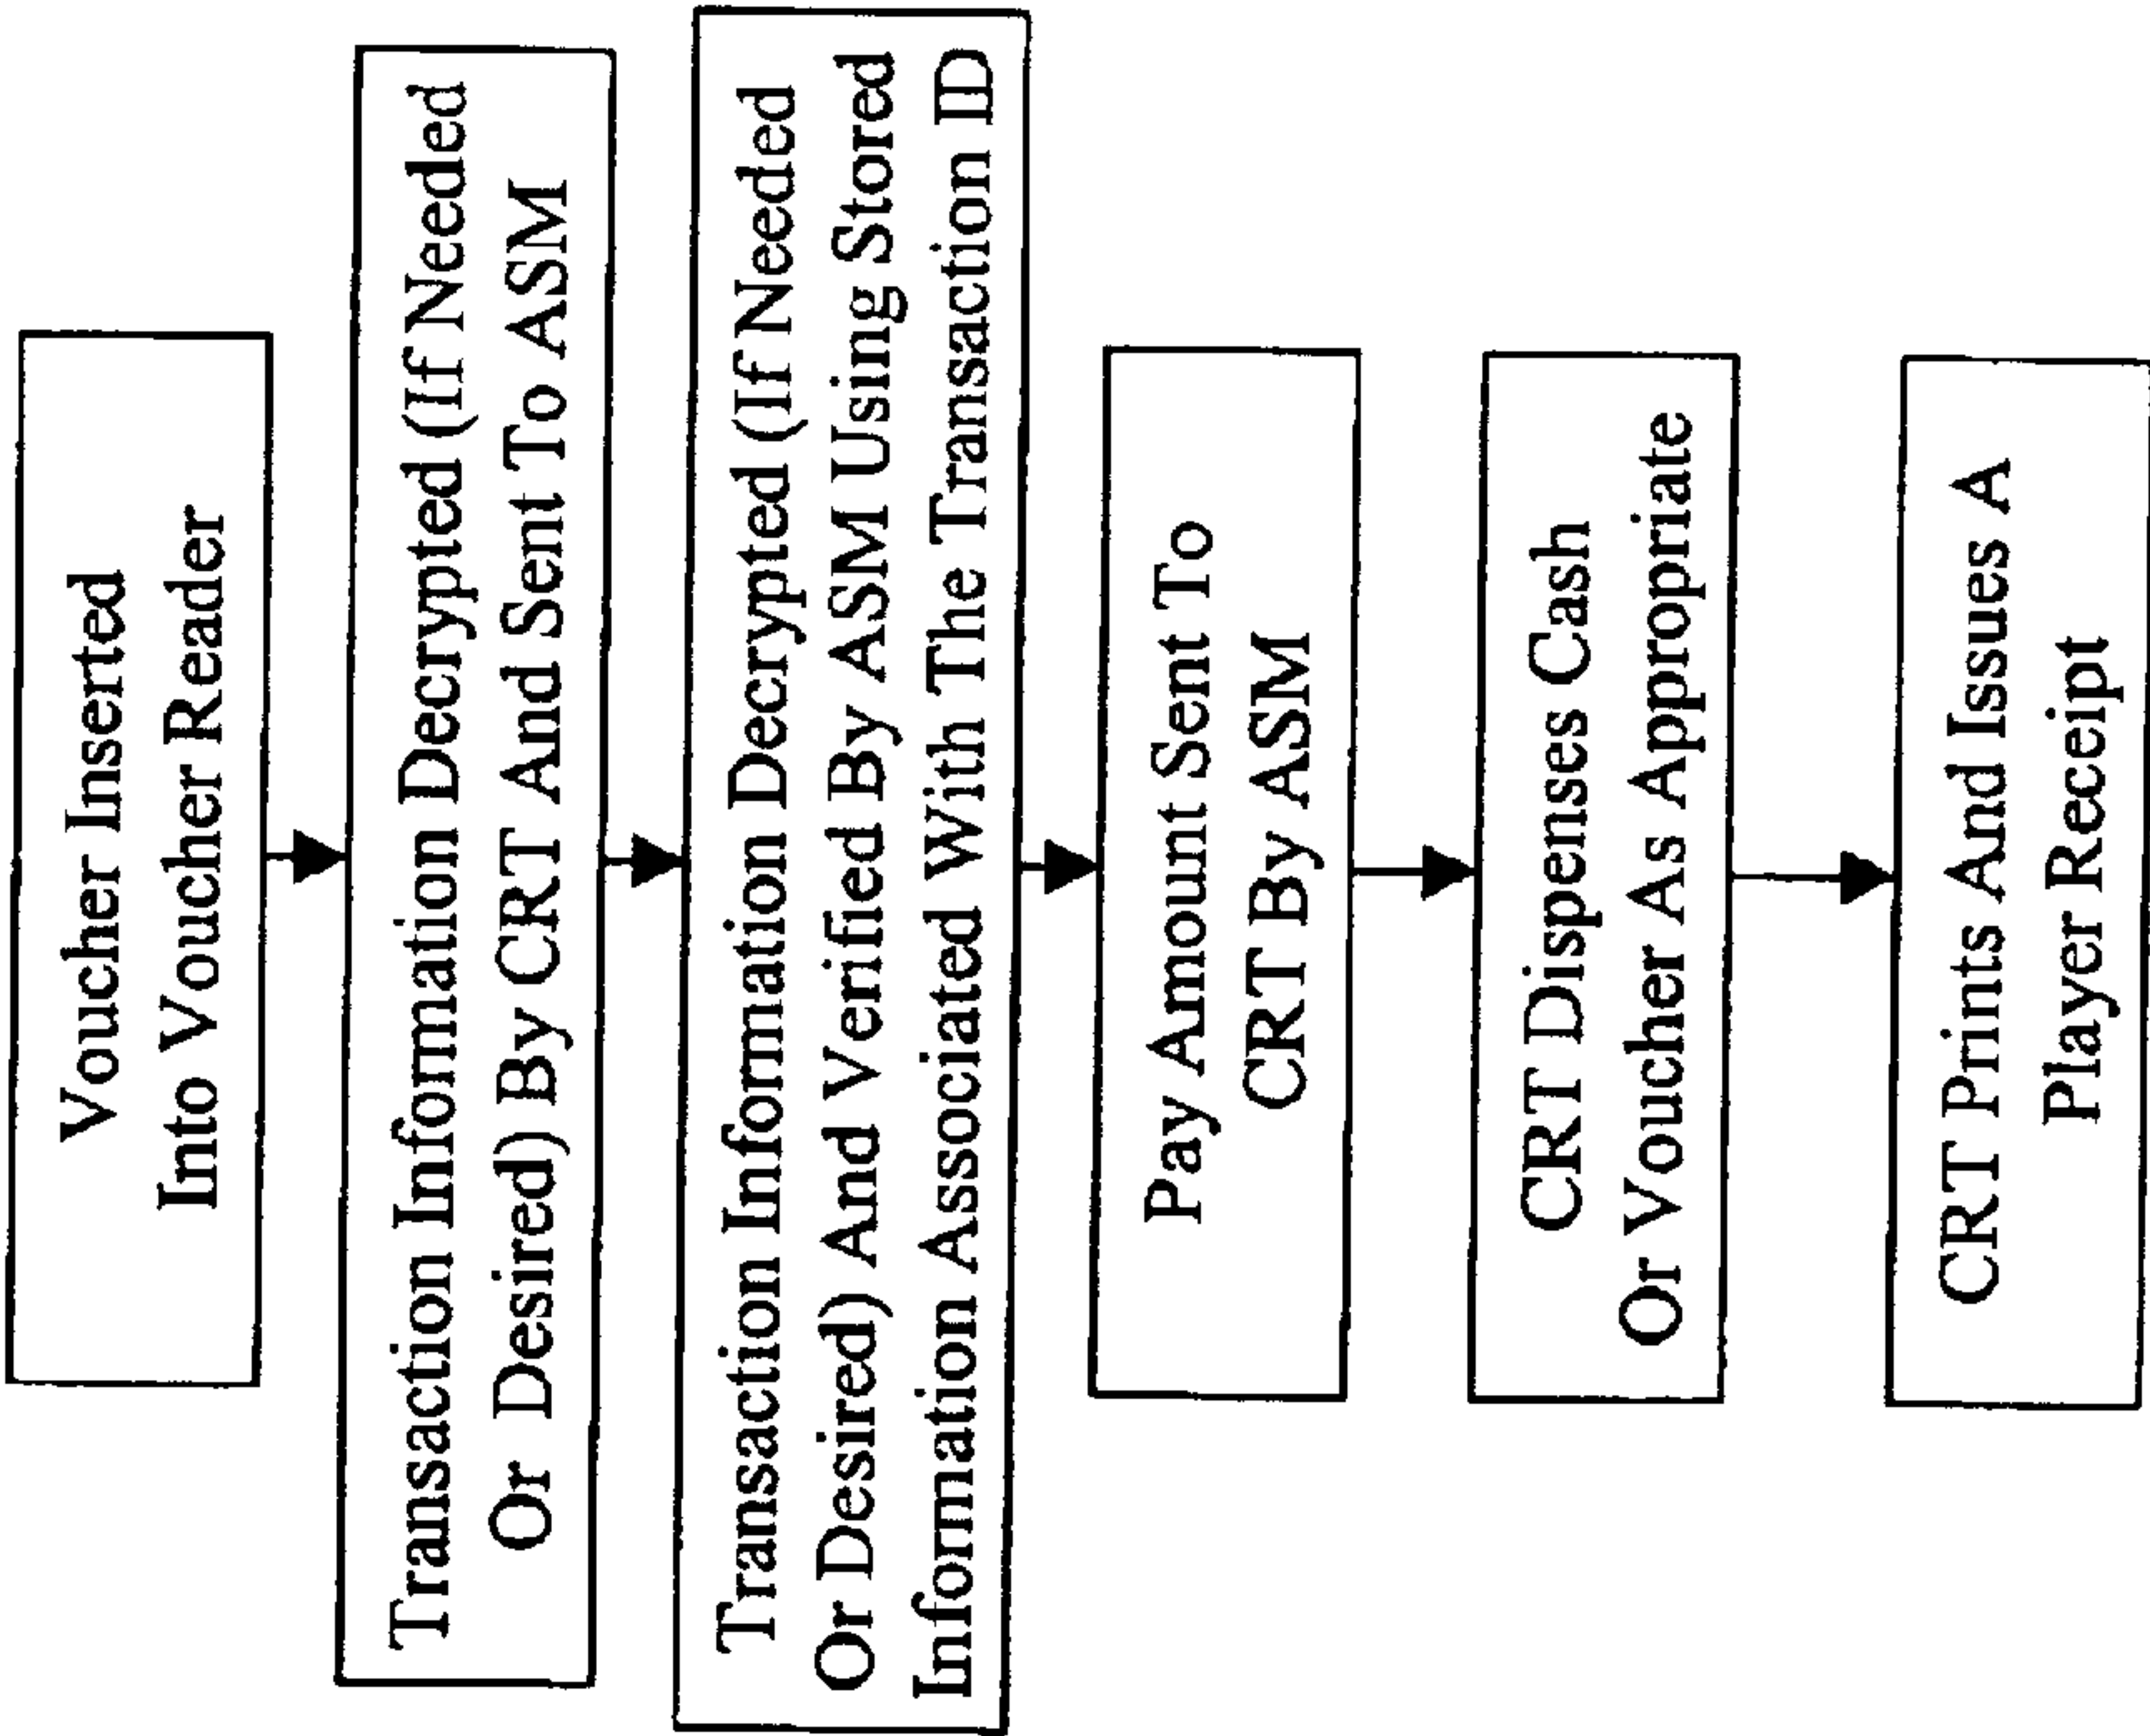 Voucher Inserted
Into Voucher Reader
Transaction Information Decrypted (If Needed
Or Desired) By CRT And Sent To ASM
Transaction Information Decrypted (If Needed
Or Desired) And Verified By ASM Using Stored
Information Associated With The Transaction ID
Pay Amount Sent To
CRT By ASM
CRT Dispenses Cash
Or Voucher As Appropriate
CRT Prints And Issues A
Player Receipt